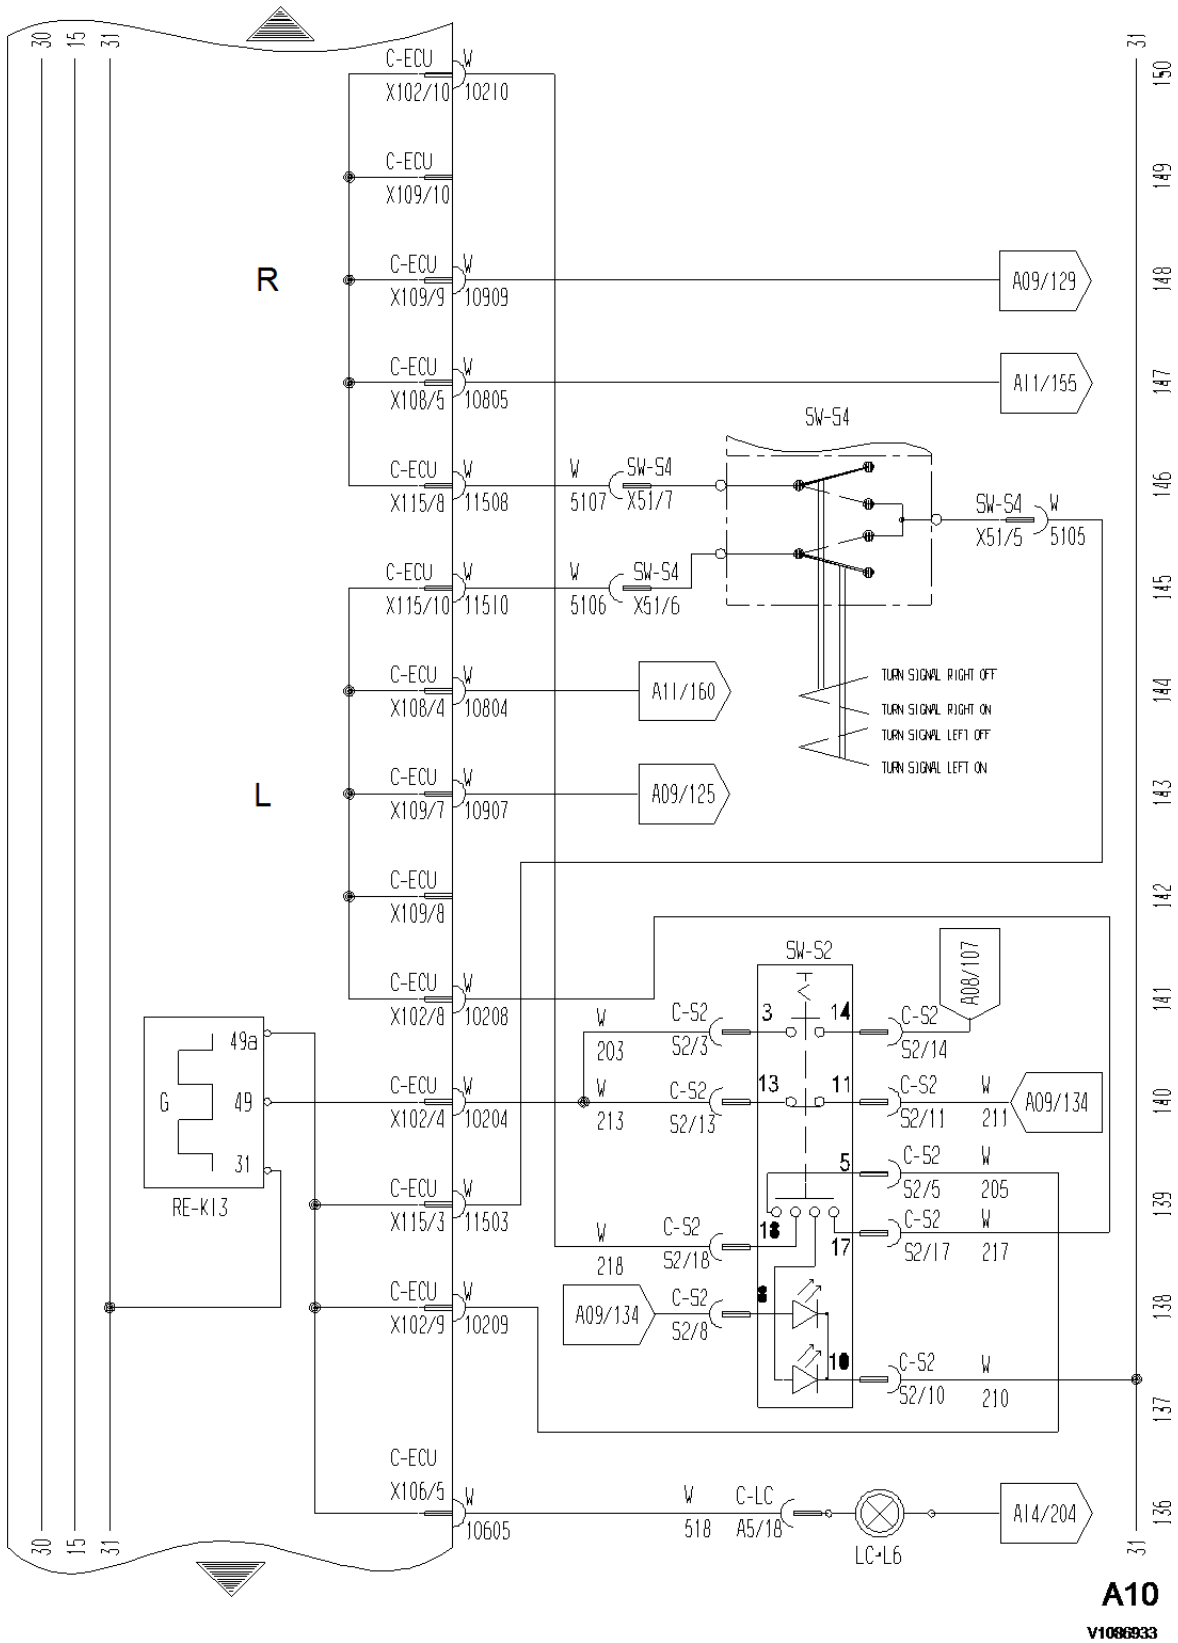 30 15 31 31
C-ECU W
X102/10 10210
150
C-ECU
X109/10
149
R
C-ECU W
X109/9 10909
A09/129
148
C-ECU W
X108/5 10805
A11/155
147
SW-S4
C-ECU W W SW-S4
X115/8 11508 5107 X51/7
146
SW-S4 W
X51/5 5105
C-ECU W W SW-S4
X115/10 11510 5106 X51/6
145
TURN SIGNAL RIGHT OFF
C-ECU W
X108/4 10804
A11/160
144
TURN SIGNAL RIGHT ON
TURN SIGNAL LEFT OFF
TURN SIGNAL LEFT ON
L
C-ECU W
X109/7 10907
A09/125
143
C-ECU
X109/8
142
SW-S2
A08/107
C-ECU W
X102/8 10208
141
W C-S2 3 14 C-S2
203 S2/3 S2/14
49a
G 49
C-ECU W W C-S2 13 11 C-S2 W
X102/4 10204 213 S2/13 S2/11 211
A09/134
140
31
RE-K13
5 C-S2 W
S2/5 205
C-ECU W
X115/3 11503
139
W C-S2 18 17 C-S2 W
218 S2/18 S2/17 217
A09/134
C-S2
S2/8
C-ECU W
X102/9 10209
138
10 C-S2 W
S2/10 210
137
C-ECU
X106/5 W
10605
W C-LC
518 A5/18
LC-L6
A14/204
136
30 15 31 31
A10
V1086933